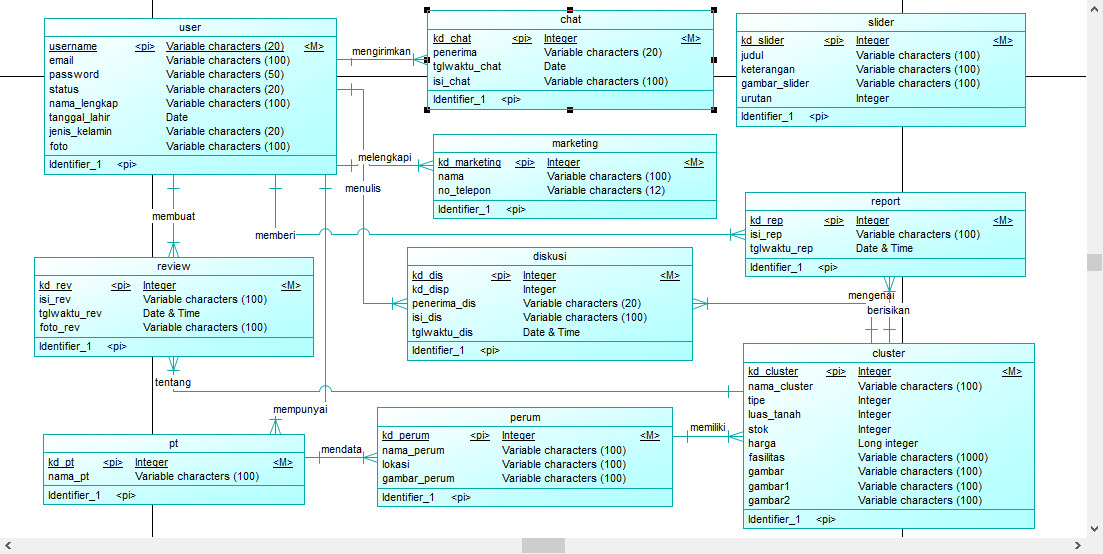 user
username <pi> Variable characters (20) <M>
email Variable characters (100)
password Variable characters (50)
status Variable characters (20)
nama_lengkap Variable characters (100)
tanggal_lahir Date
jenis_kelamin Variable characters (20)
foto Variable characters (100)
Identifier_1 <pi>
mengirimkan
chat
kd_chat <pi> Integer <M>
penerima Variable characters (20)
tglwaktu_chat Date
isi_chat Variable characters (100)
Identifier_1 <pi>
slider
kd_slider <pi> Integer <M>
judul Variable characters (100)
keterangan Variable characters (100)
gambar_slider Variable characters (100)
urutan Integer
Identifier_1 <pi>
melengkapi
menulis
marketing
kd_marketing <pi> Integer <M>
nama Variable characters (100)
no_telepon Variable characters (12)
Identifier_1 <pi>
membuat
memberi
report
kd_rep <pi> Integer <M>
isi_rep Variable characters (100)
tglwaktu_rep Date & Time
Identifier_1 <pi>
review
kd_rev <pi> Integer <M>
isi_rev Variable characters (100)
tglwaktu_rev Date & Time
foto_rev Variable characters (100)
Identifier_1 <pi>
diskusi
kd_dis <pi> Integer <M>
kd_disp Integer
penerima_dis Variable characters (20)
isi_dis Variable characters (100)
tglwaktu_dis Date & Time
Identifier_1 <pi>
mengenai
berisikan
tentang
cluster
kd_cluster <pi> Integer <M>
nama_cluster Variable characters (100)
tipe Integer
luas_tanah Integer
stok Integer
harga Long integer
fasilitas Variable characters (1000)
gambar Variable characters (100)
gambar1 Variable characters (100)
gambar2 Variable characters (100)
Identifier_1 <pi>
mempunyai
pt
kd_pt <pi> Integer <M>
nama_pt Variable characters (100)
Identifier_1 <pi>
mendata
perum
kd_perum <pi> Integer <M>
nama_perum Variable characters (100)
lokasi Variable characters (100)
gambar_perum Variable characters (100)
Identifier_1 <pi>
memiliki